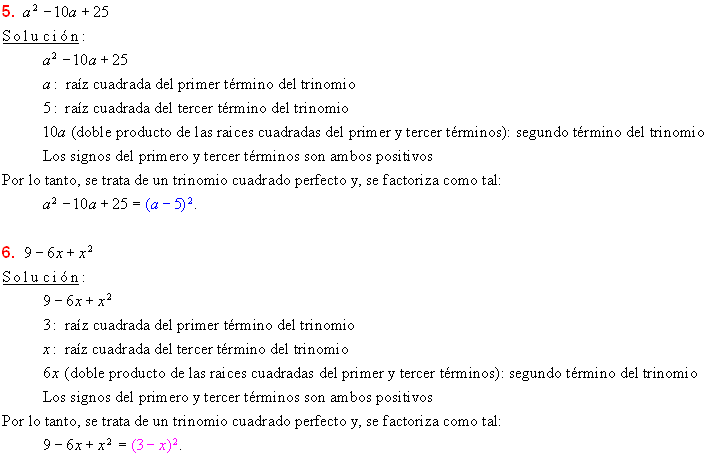 5. a² − 10a + 25
Solución:
a² − 10a + 25
a: raíz cuadrada del primer término del trinomio
5: raíz cuadrada del tercer término del trinomio
10a (doble producto de las raices cuadradas del primer y tercer términos): segundo término del trinomio
Los signos del primero y tercer términos son ambos positivos
Por lo tanto, se trata de un trinomio cuadrado perfecto y, se factoriza como tal:
a² − 10a + 25 = (a − 5)².
6. 9 − 6x + x²
Solución:
9 − 6x + x²
3: raíz cuadrada del primer término del trinomio
x: raíz cuadrada del tercer término del trinomio
6x (doble producto de las raices cuadradas del primer y tercer términos): segundo término del trinomio
Los signos del primero y tercer términos son ambos positivos
Por lo tanto, se trata de un trinomio cuadrado perfecto y, se factoriza como tal:
9 − 6x + x² = (3 − x)².